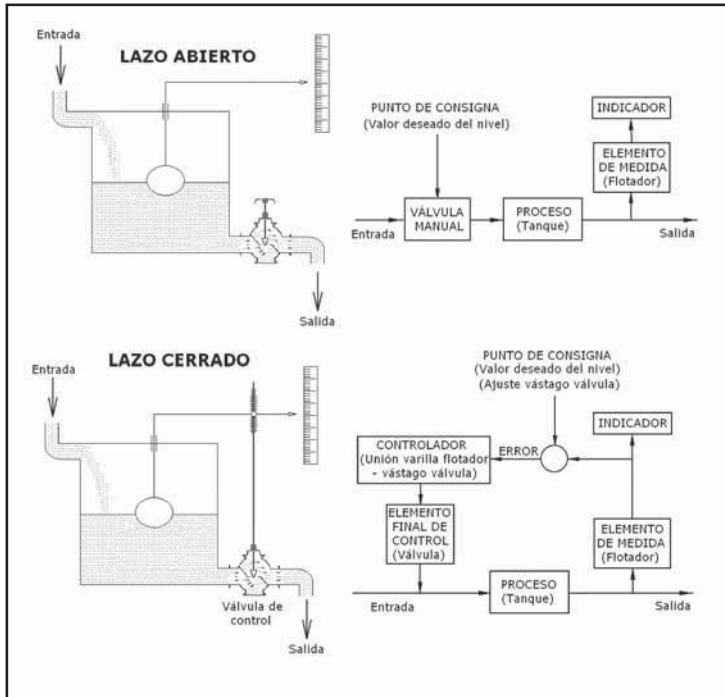 Entrada
LAZO ABIERTO
Salida
PUNTO DE CONSIGNA
(Valor deseado del nivel)
INDICADOR
ELEMENTO
DE MEDIDA
(Flotador)
VÁLVULA
MANUAL
PROCESO
(Tanque)
Entrada
Salida
LAZO CERRADO
Entrada
Válvula de
control
Salida
PUNTO DE CONSIGNA
(Valor deseado del nivel)
(Ajuste vástago válvula)
INDICADOR
CONTROLADOR
(Unión varilla flotador
- vástago válvula)
ERROR
ELEMENTO
FINAL DE
CONTROL
(Válvula)
ELEMENTO
DE MEDIDA
(Flotador)
PROCESO
(Tanque)
Entrada
Salida